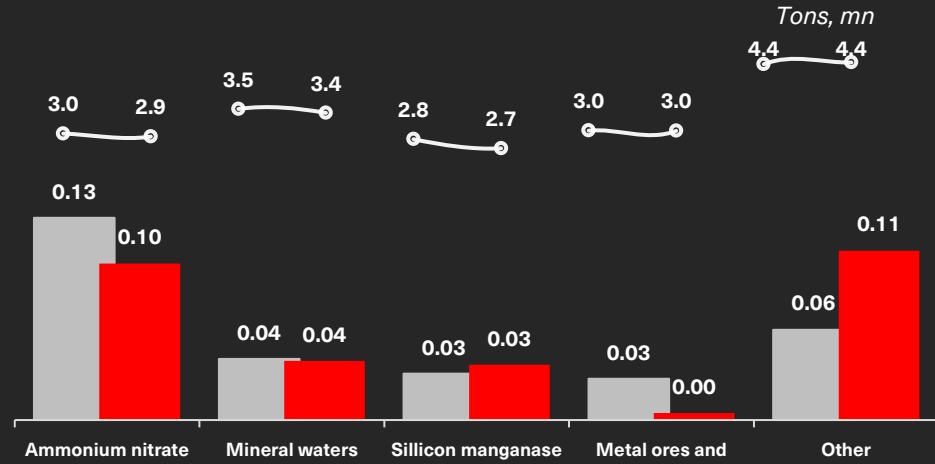 Tons, mn
3.0 2.9 3.5 3.4 2.8 2.7 3.0 3.0 4.4 4.4
0.13 0.10 0.04 0.04 0.03 0.03 0.03 0.00 0.06 0.11
Ammonium nitrate Mineral waters Sillicon manganase Metal ores and Other